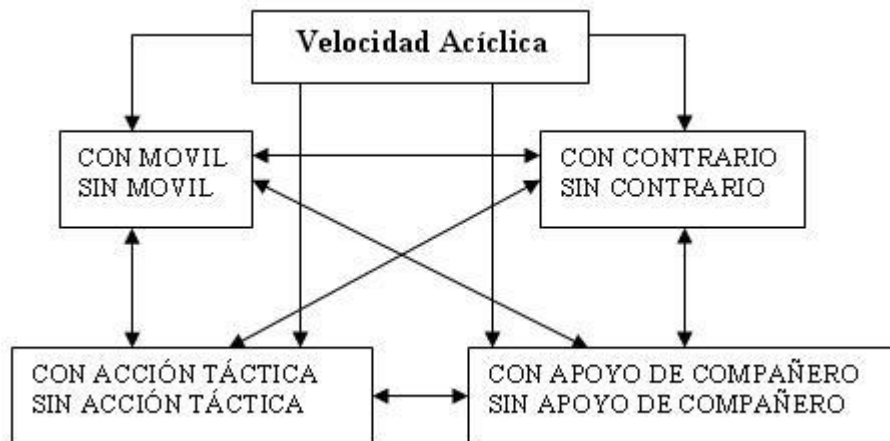 Velocidad Acíclica
CON MOVIL
SIN MOVIL
CON CONTRARIO
SIN CONTRARIO
CON ACCIÓN TÁCTICA
SIN ACCIÓN TÁCTICA
CON APOYO DE COMPAÑERO
SIN APOYO DE COMPAÑERO